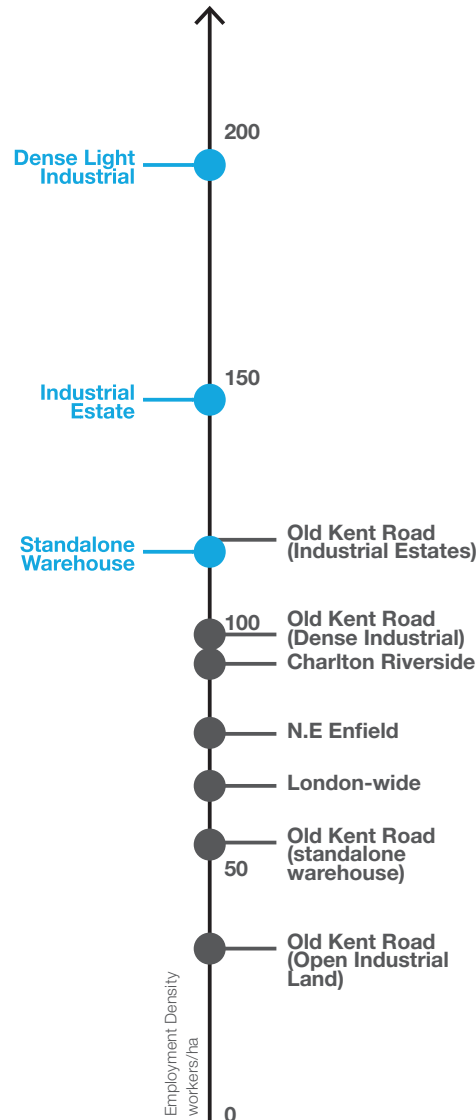 200
Dense Light
Industrial
150
Industrial
Estate
Old Kent Road
(Industrial Estates)
Standalone
Warehouse
100
Old Kent Road
(Dense Industrial)
Charlton Riverside
N.E Enfield
London-wide
Old Kent Road
(standalone
warehouse)
50
Old Kent Road
(Open Industrial
Land)
Employment Density
workers/ha
0